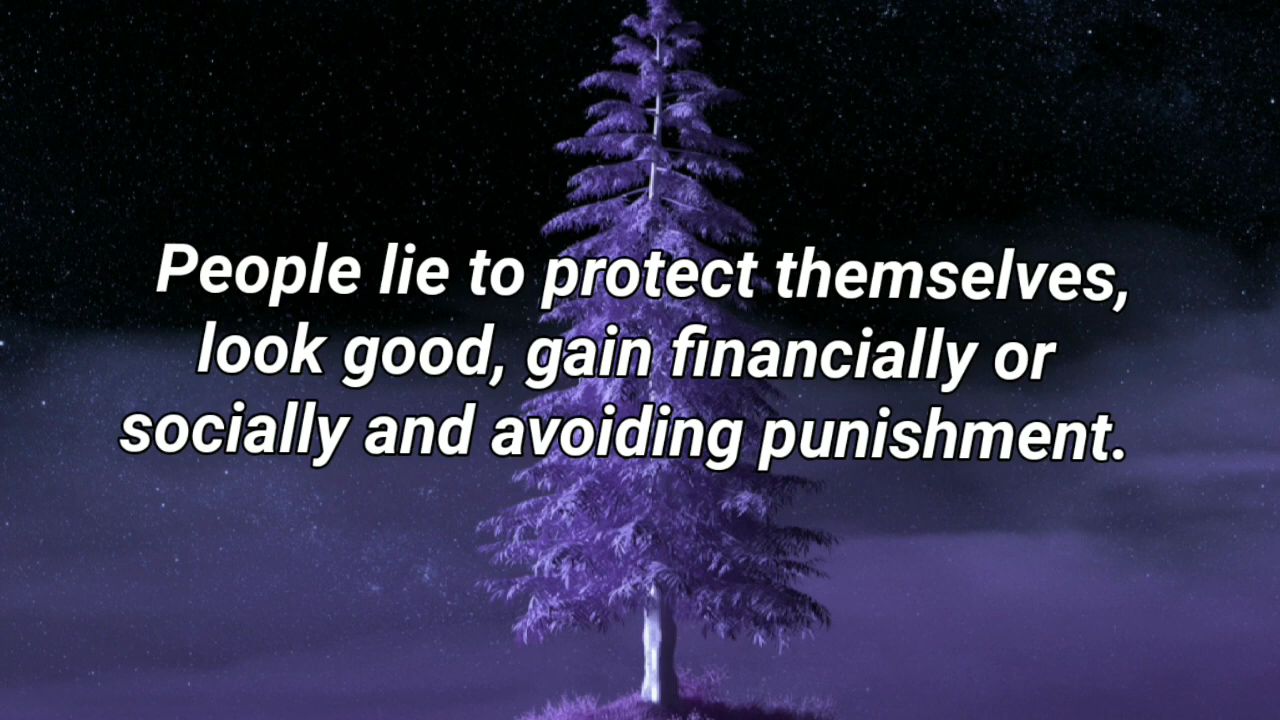 People lie to protect themselves,
look good, gain financially or
socially and avoiding punishment.